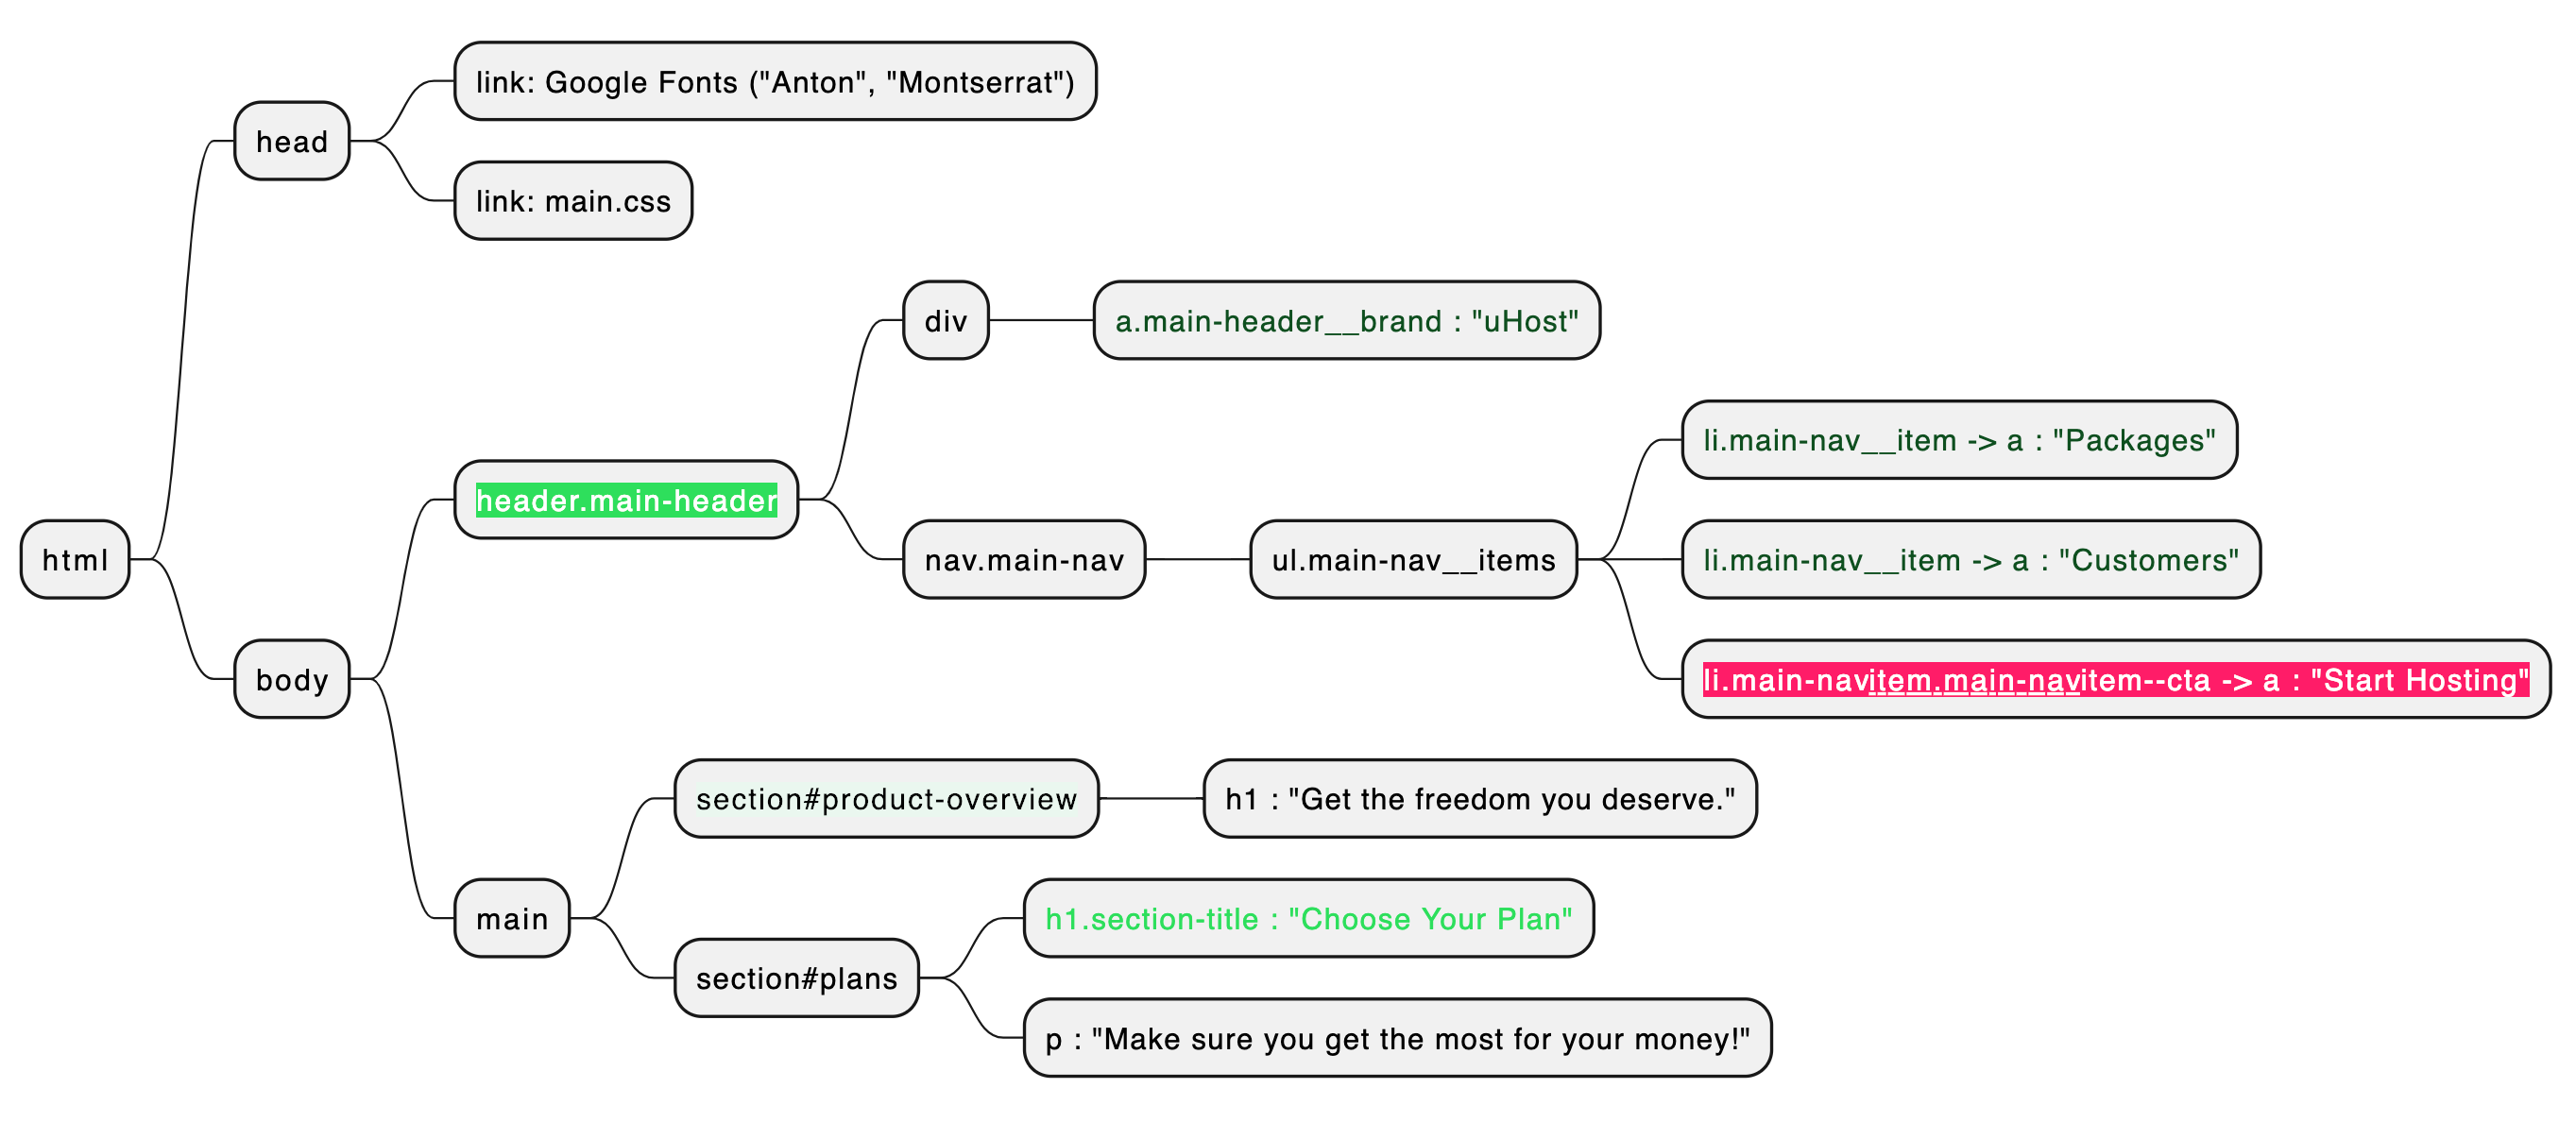 link: Google Fonts ("Anton", "Montserrat")
head
link: main.css
div
a.main-header__brand : "uHost"
li.main-nav__item -> a : "Packages"
header.main-header
html
nav.main-nav
ul.main-nav__items
li.main-nav__item -> a : "Customers"
body
li.main-navitem.main-navitem--cta -> a : "Start Hosting"
section#product-overview
h1 : "Get the freedom you deserve."
main
h1.section-title : "Choose Your Plan"
section#plans
p : "Make sure you get the most for your money!"